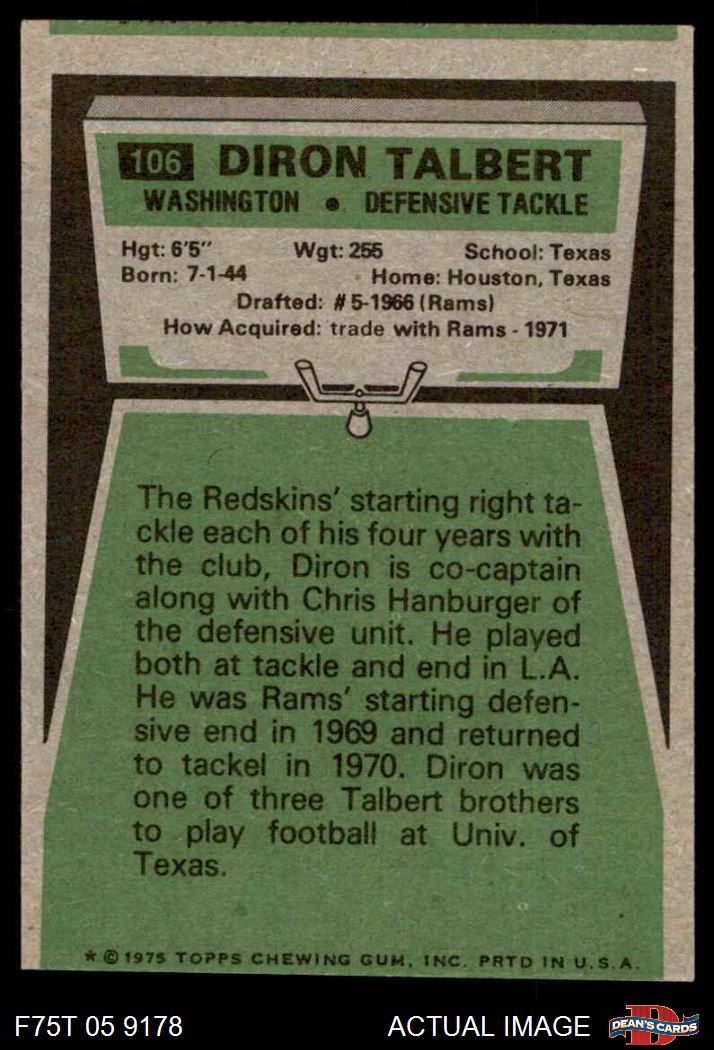 106 DIRON TALBERT
WASHINGTON • DEFENSIVE TACKLE
Hgt: 6'5" Wgt: 255 School: Texas
Born: 7-1-44 Home: Houston, Texas
Drafted: #5-1966 (Rams)
How Acquired: trade with Rams - 1971
The Redskins' starting right ta-
ckle each of his four years with
the club, Diron is co-captain
along with Chris Hanburger of
the defensive unit. He played
both at tackle and end in L.A.
He was Rams' starting defen-
sive end in 1969 and returned
to tackel in 1970. Diron was
one of three Talbert brothers
to play football at Univ. of
Texas.
* © 1975 TOPPS CHEWING GUM, INC. PRTD IN U.S.A.
F75T 05 9178 ACTUAL IMAGE DEAN'S CARDS